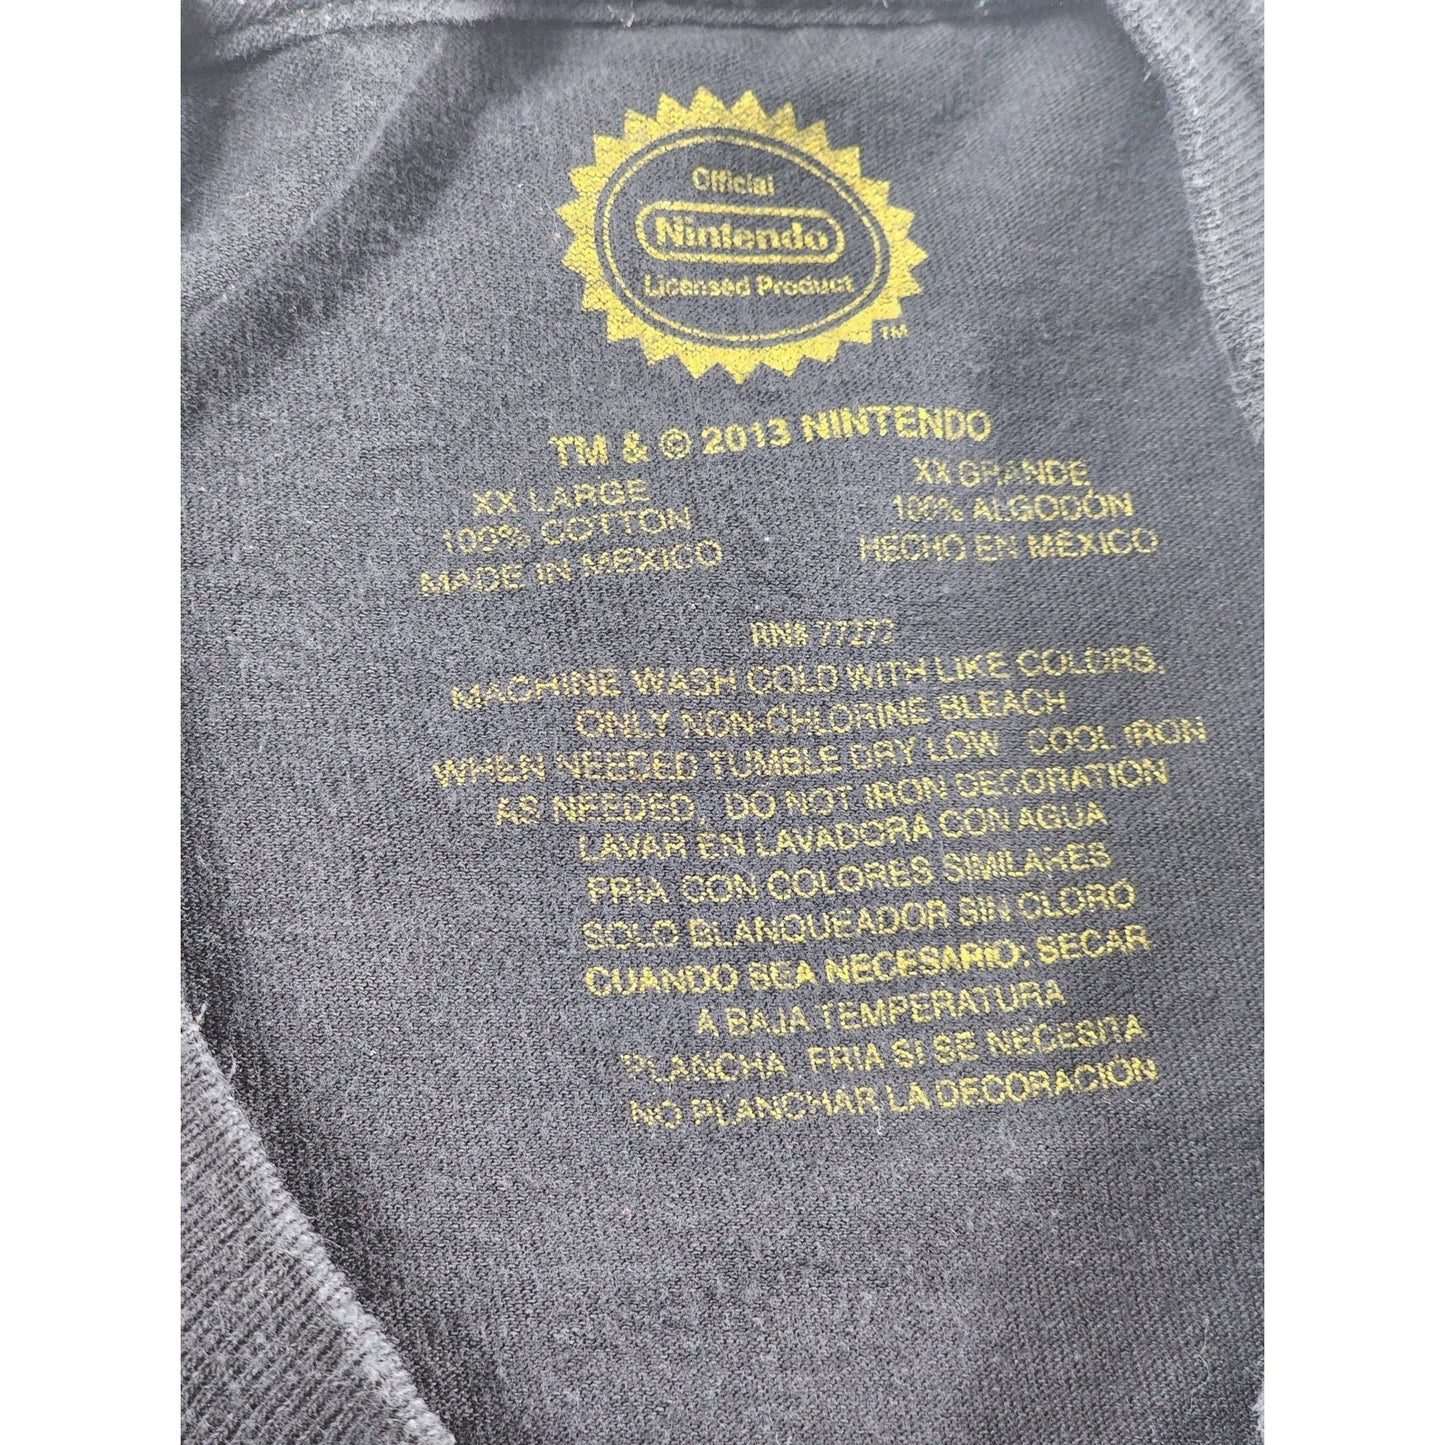 Official
Nintendo
Licensed Product
TM
TM & © 2013 NINTENDO
XX LARGE
100% COTTON
MADE IN MEXICO
XX GRANDE
100% ALGODÓN
HECHO EN MÉXICO
RN# 77272
MACHINE WASH COLD WITH LIKE COLORS,
ONLY NON-CHLORINE BLEACH
WHEN NEEDED TUMBLE DRY LOW COOL IRON
AS NEEDED, DO NOT IRON DECORATION
LAVAR EN LAVADORA CON AGUA
FRIA CON COLORES SIMILARES
SOLO BLANQUEADOR SIN CLORO
CUANDO SEA NECESARIO; SECAR
A BAJA TEMPERATURA
PLANCHA FRIA SI SE NECESITA
NO PLANCHAR LA DECORACIÓN